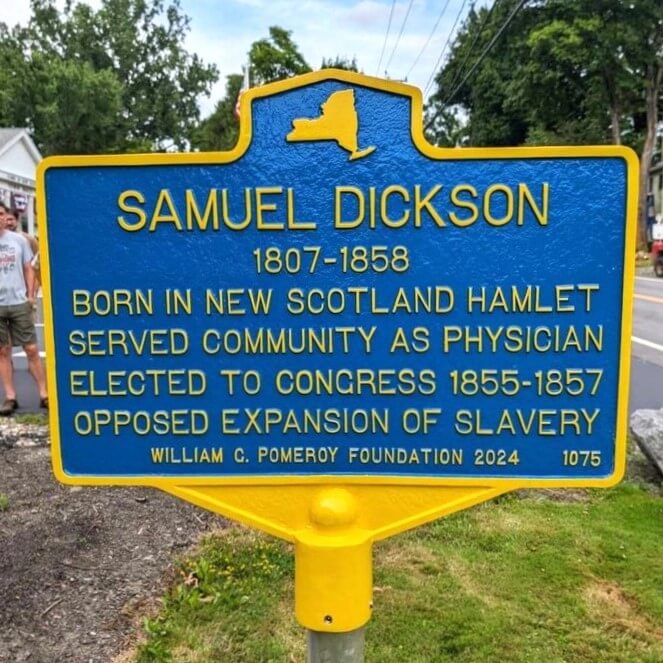 SAMUEL DICKSON
1807-1858
BORN IN NEW SCOTLAND HAMLET
SERVED COMMUNITY AS PHYSICIAN
ELECTED TO CONGRESS 1855-1857
OPPOSED EXPANSION OF SLAVERY
WILLIAM G. POMEROY FOUNDATION 2024 1075